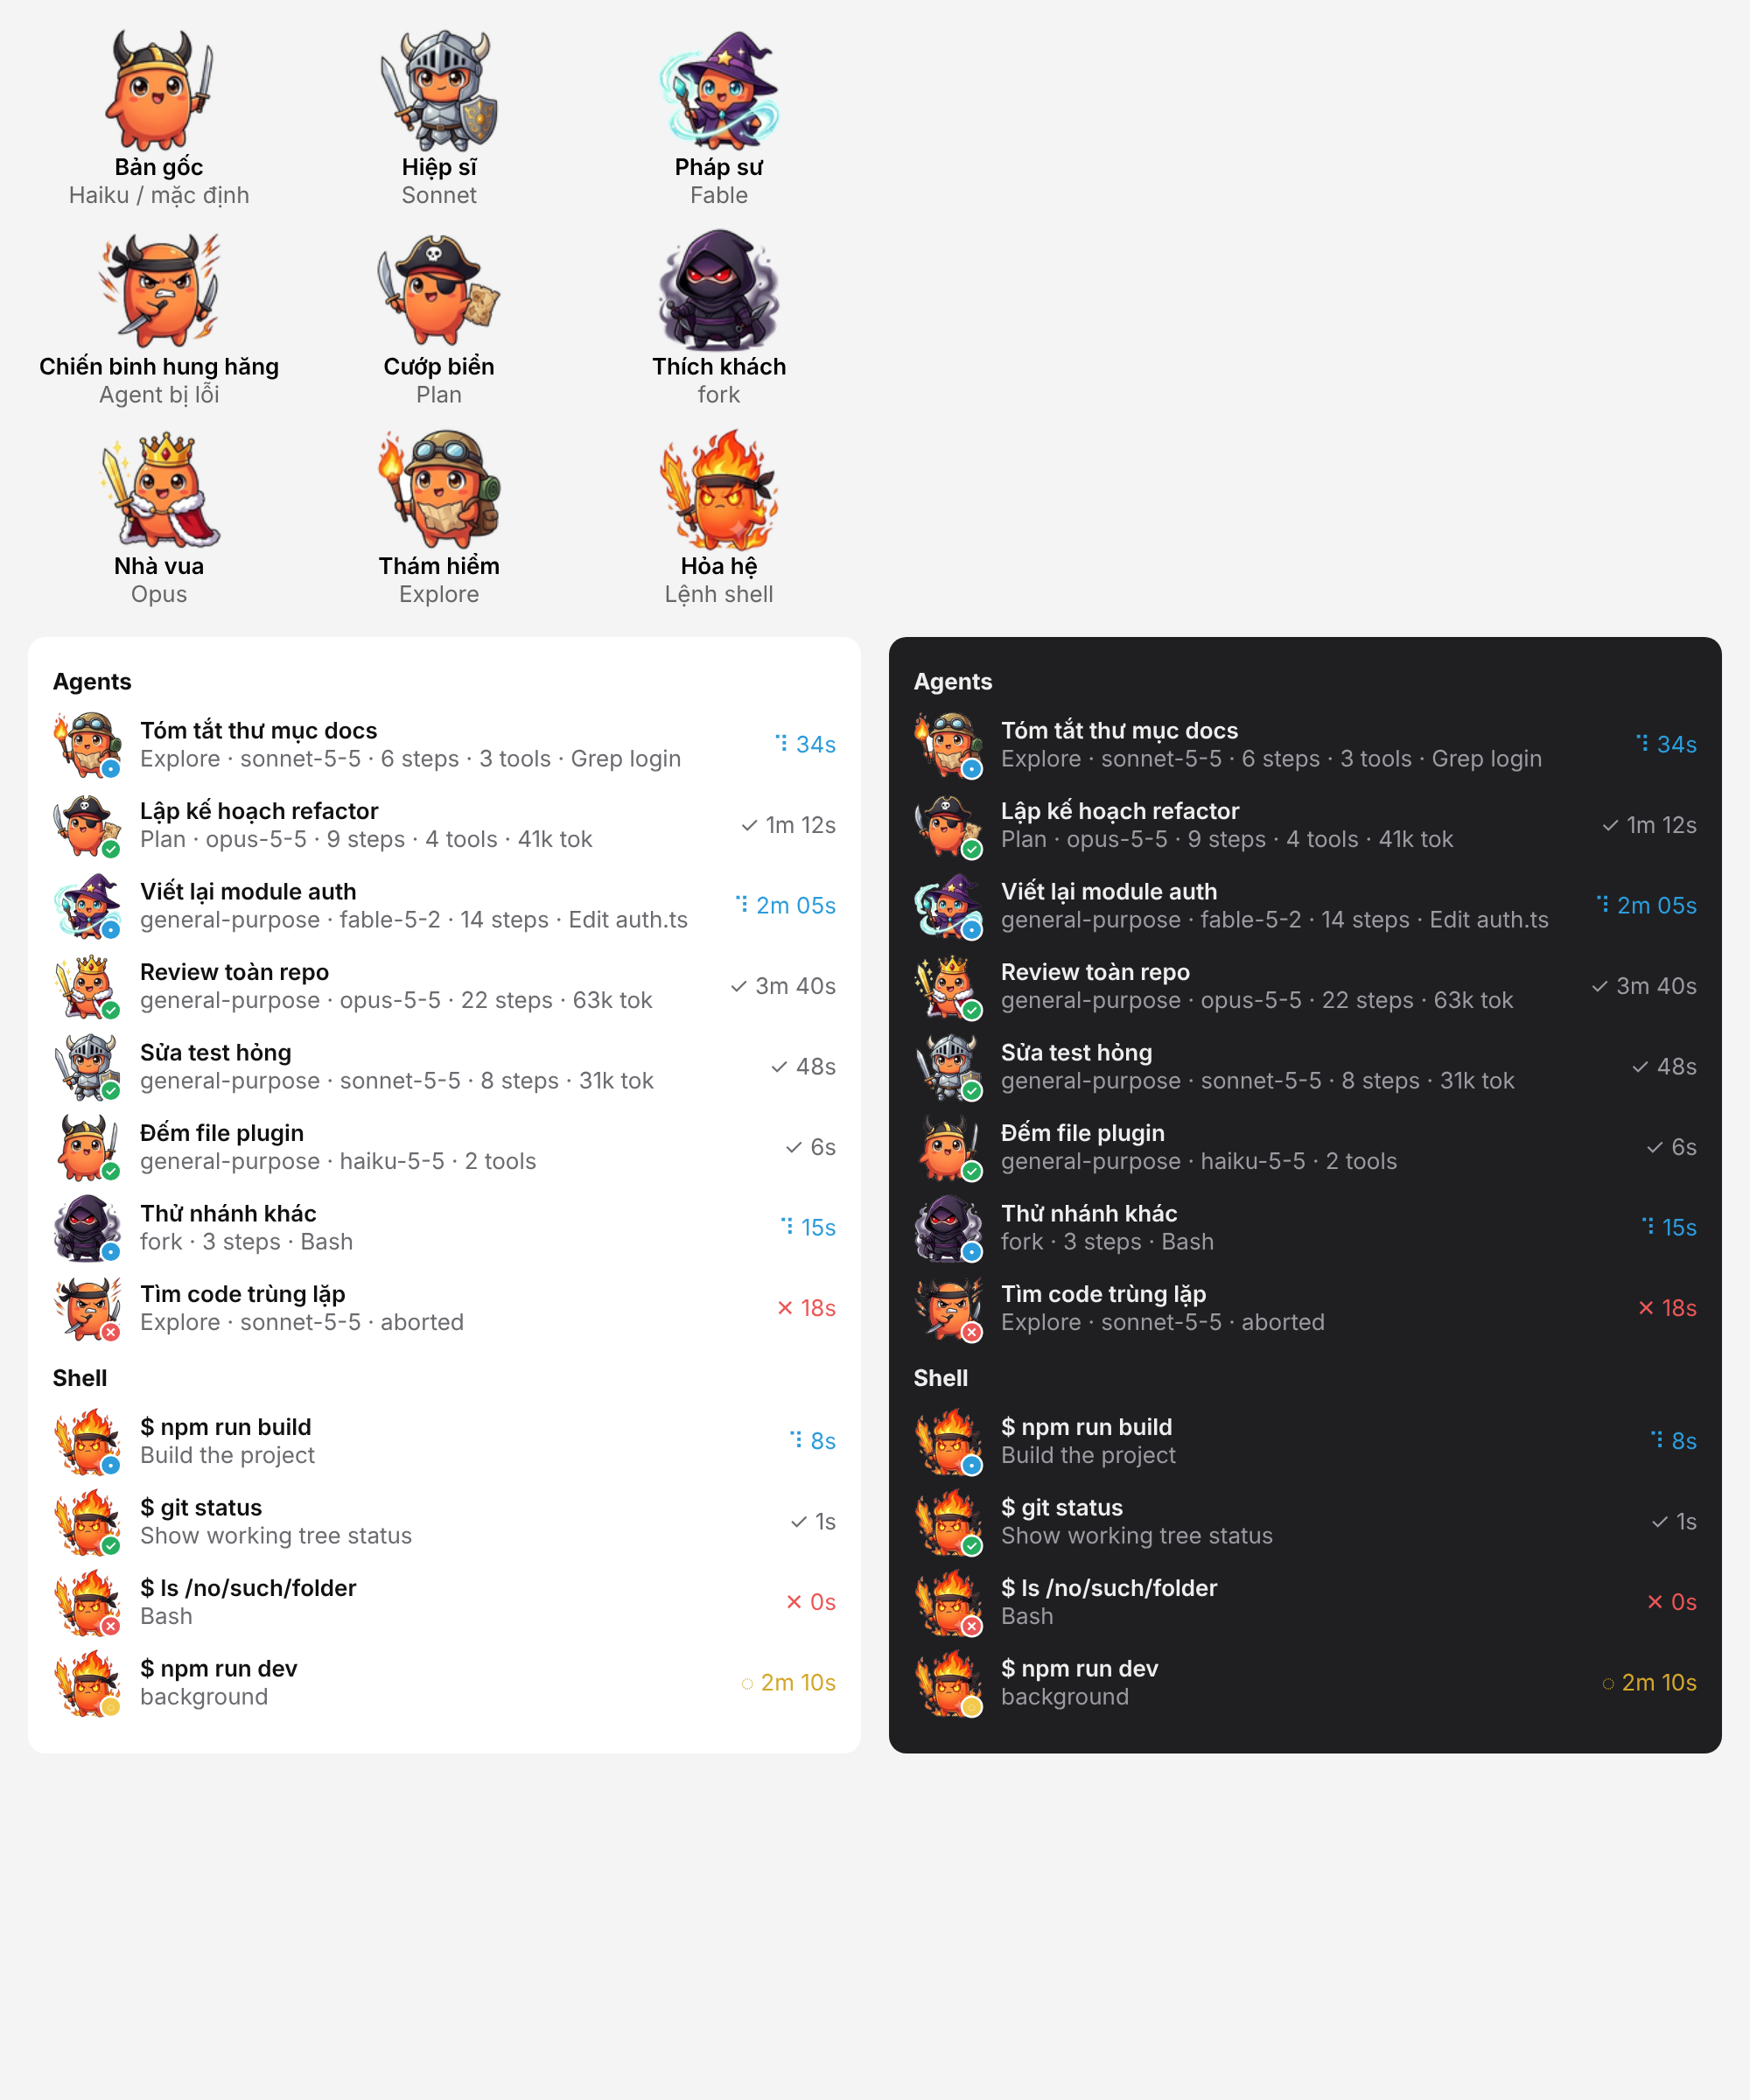 Bản gốc
Haiku / mặc định
Hiệp sĩ
Sonnet
Pháp sư
Fable
Chiến binh hung hăng
Agent bị lỗi
Cướp biển
Plan
Thích khách
fork
Nhà vua
Opus
Thám hiểm
Explore
Hỏa hệ
Lệnh shell
Agents
Tóm tắt thư mục docs
34s
Explore · sonnet-5-5 · 6 steps · 3 tools · Grep login
Lập kế hoạch refactor
✓ 1m 12s
Plan · opus-5-5 · 9 steps · 4 tools · 41k tok
Viết lại module auth
2m 05s
general-purpose · fable-5-2 · 14 steps · Edit auth.ts
Review toàn repo
✓ 3m 40s
general-purpose · opus-5-5 · 22 steps · 63k tok
Sửa test hỏng
✓ 48s
general-purpose · sonnet-5-5 · 8 steps · 31k tok
Đếm file plugin
✓ 6s
general-purpose · haiku-5-5 · 2 tools
Thử nhánh khác
15s
fork · 3 steps · Bash
Tìm code trùng lặp
✕ 18s
Explore · sonnet-5-5 · aborted
Shell
$ npm run build
8s
Build the project
$ git status
✓ 1s
Show working tree status
$ ls /no/such/folder
✕ 0s
Bash
$ npm run dev
2m 10s
background
Agents
Tóm tắt thư mục docs
34s
Explore · sonnet-5-5 · 6 steps · 3 tools · Grep login
Lập kế hoạch refactor
✓ 1m 12s
Plan · opus-5-5 · 9 steps · 4 tools · 41k tok
Viết lại module auth
2m 05s
general-purpose · fable-5-2 · 14 steps · Edit auth.ts
Review toàn repo
✓ 3m 40s
general-purpose · opus-5-5 · 22 steps · 63k tok
Sửa test hỏng
✓ 48s
general-purpose · sonnet-5-5 · 8 steps · 31k tok
Đếm file plugin
✓ 6s
general-purpose · haiku-5-5 · 2 tools
Thử nhánh khác
15s
fork · 3 steps · Bash
Tìm code trùng lặp
✕ 18s
Explore · sonnet-5-5 · aborted
Shell
$ npm run build
8s
Build the project
$ git status
✓ 1s
Show working tree status
$ ls /no/such/folder
✕ 0s
Bash
$ npm run dev
2m 10s
background